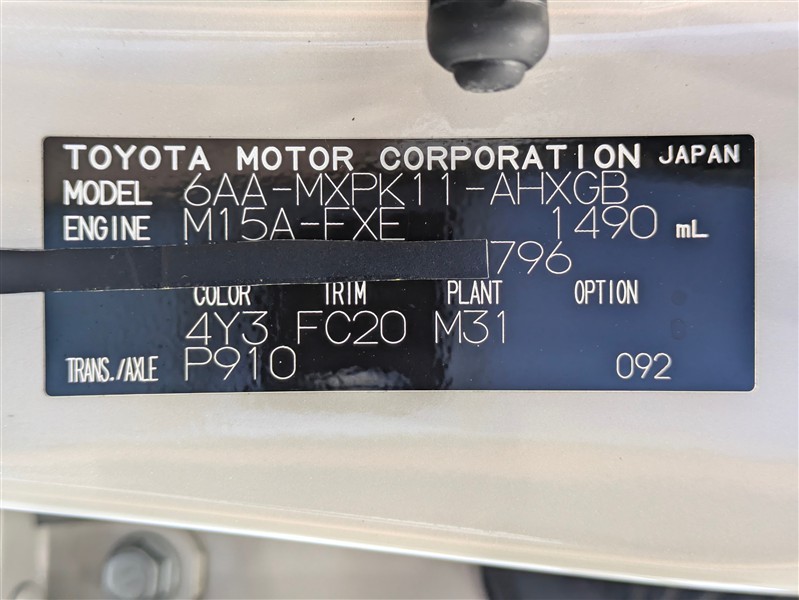 TOYOTA MOTOR CORPORATION JAPAN
MODEL 6AA-MXPK11-AHXGB
ENGINE M15A-FXE 1490 mL
796
COLOR TRIM PLANT OPTION
4Y3 FC20 M31
TRANS./AXLE P910 092